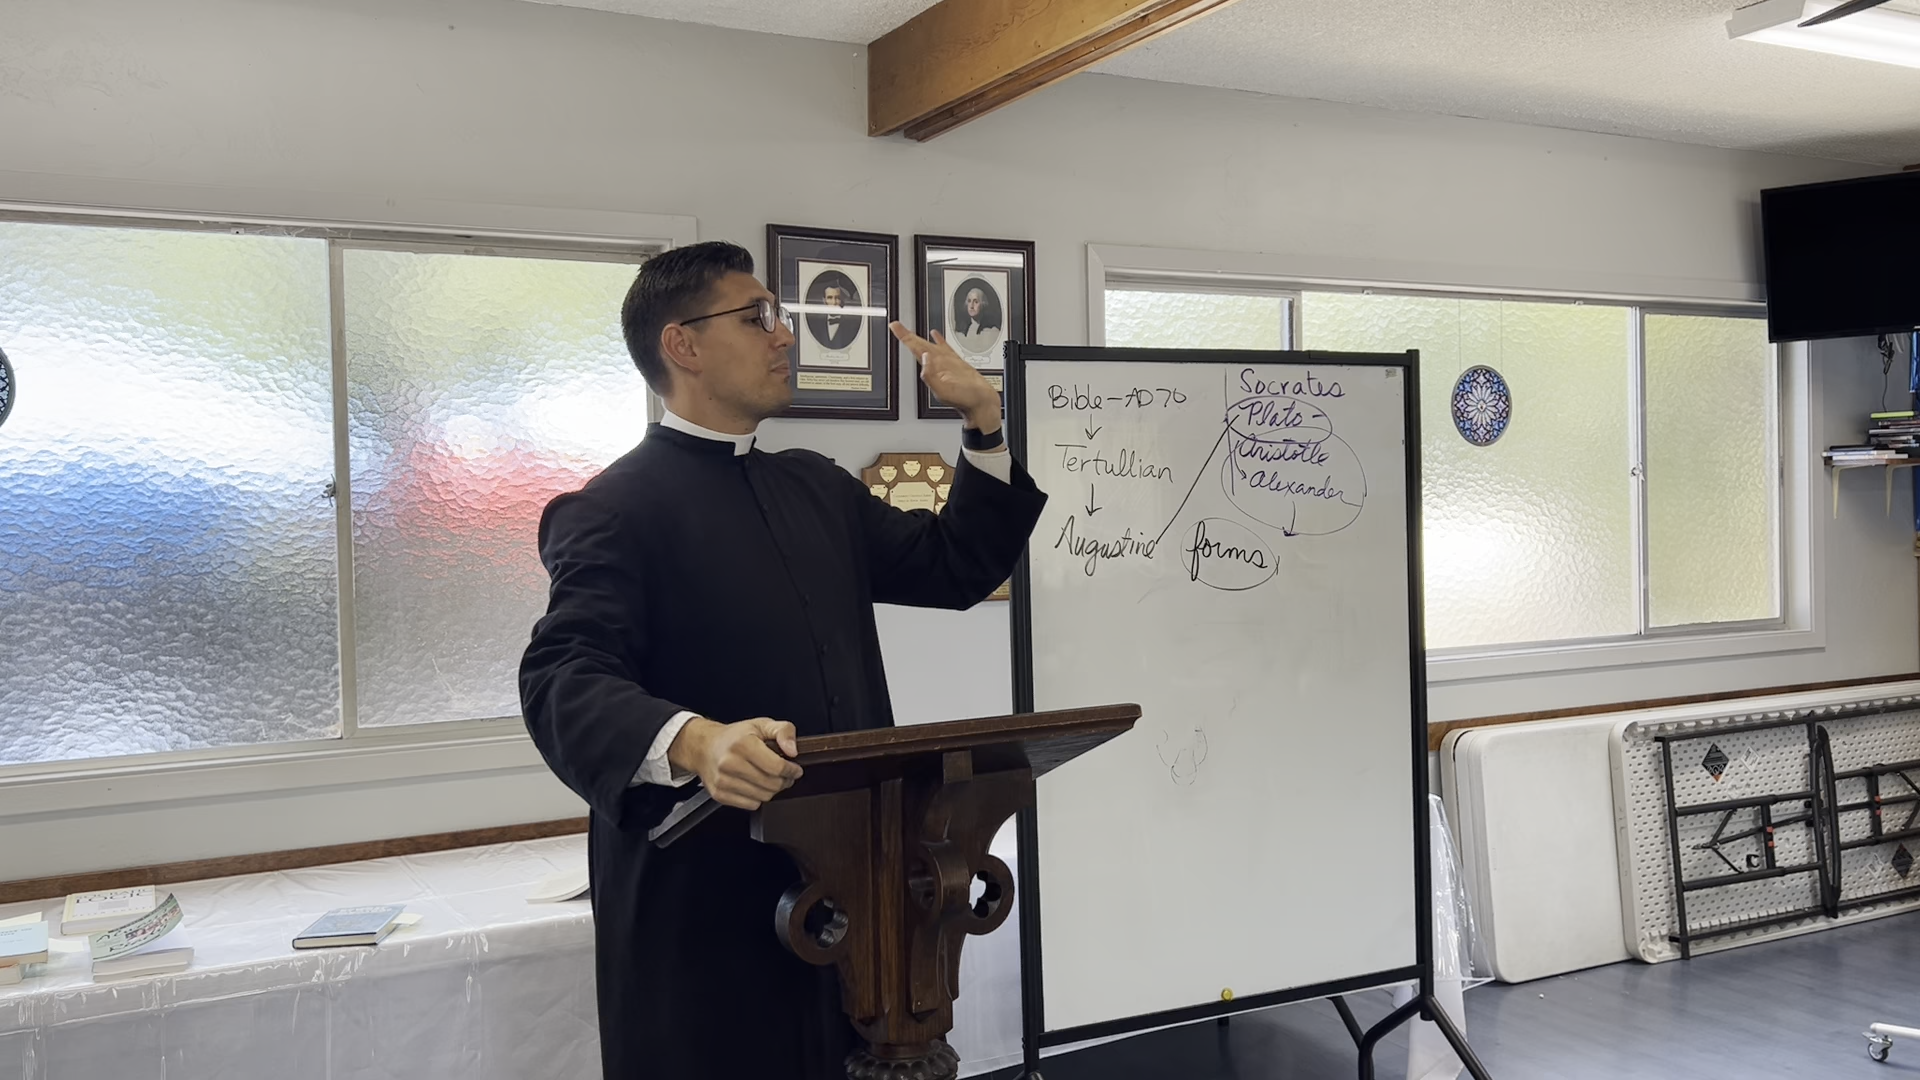 Bible - AD 70
Tertullian
Augustine
Socrates
Plato -
Aristotle
Alexander
forms